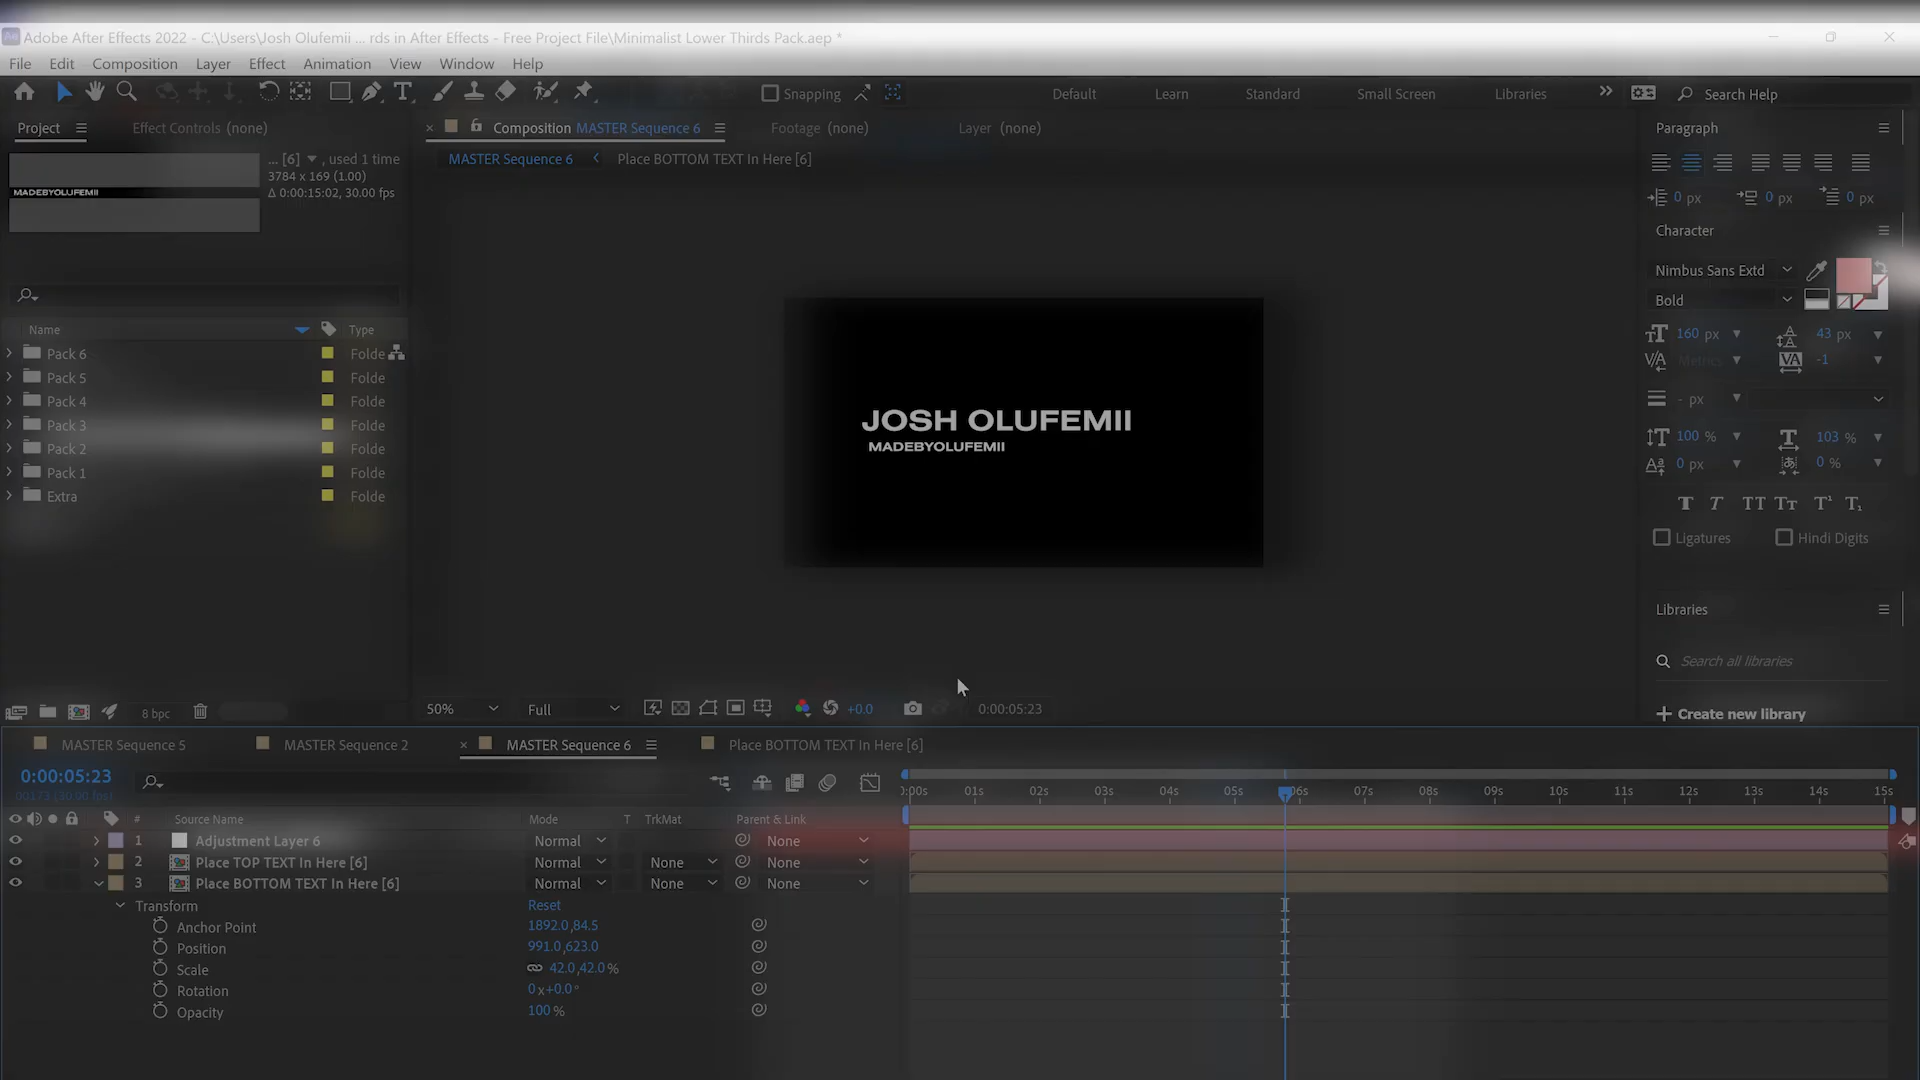 Adobe After Effects 2022 - C:\Users\Josh Olufemii ... rds in After Effects - Free Project File\Minimalist Lower Thirds Pack.aep *
File Edit Composition Layer Effect Animation View Window Help
Snapping Default Learn Standard Small Screen Libraries Search Help
Project Effect Controls (none) Composition MASTER Sequence 6 Footage (none) Layer (none) Paragraph
MASTER Sequence 6 Place BOTTOM TEXT In Here [6]
... [6] , used 1 time
3784 x 169 (1.00)
Δ 0:00:15:02, 30.00 fps
MADEBYOLUFEMII
0 px 0 px 0 px
Character
Nimbus Sans Extd
Bold
160 px 43 px
Metrics -1
- px
100 % 103 %
0 px 0 %
T T TT TT T¹ T₁
Ligatures Hindi Digits
Name Type
Pack 6 Folde
Pack 5 Folde
Pack 4 Folde
Pack 3 Folde
Pack 2 Folde
Pack 1 Folde
Extra Folde
JOSH OLUFEMII
MADEBYOLUFEMII
Libraries
Search all libraries
+ Create new library
8 bpc 50% Full +0.0 0:00:05:23
MASTER Sequence 5 MASTER Sequence 2 MASTER Sequence 6 Place BOTTOM TEXT In Here [6]
0:00:05:23
00173 (30.00 fps)
):00s 01s 02s 03s 04s 05s 06s 07s 08s 09s 10s 11s 12s 13s 14s 15s
# Source Name Mode T TrkMat Parent & Link
1 Adjustment Layer 6 Normal None
2 Place TOP TEXT In Here [6] Normal None None
3 Place BOTTOM TEXT In Here [6] Normal None None
Transform Reset
Anchor Point 1892.0,84.5
Position 991.0,623.0
Scale 42.0,42.0 %
Rotation 0 x+0.0 °
Opacity 100 %